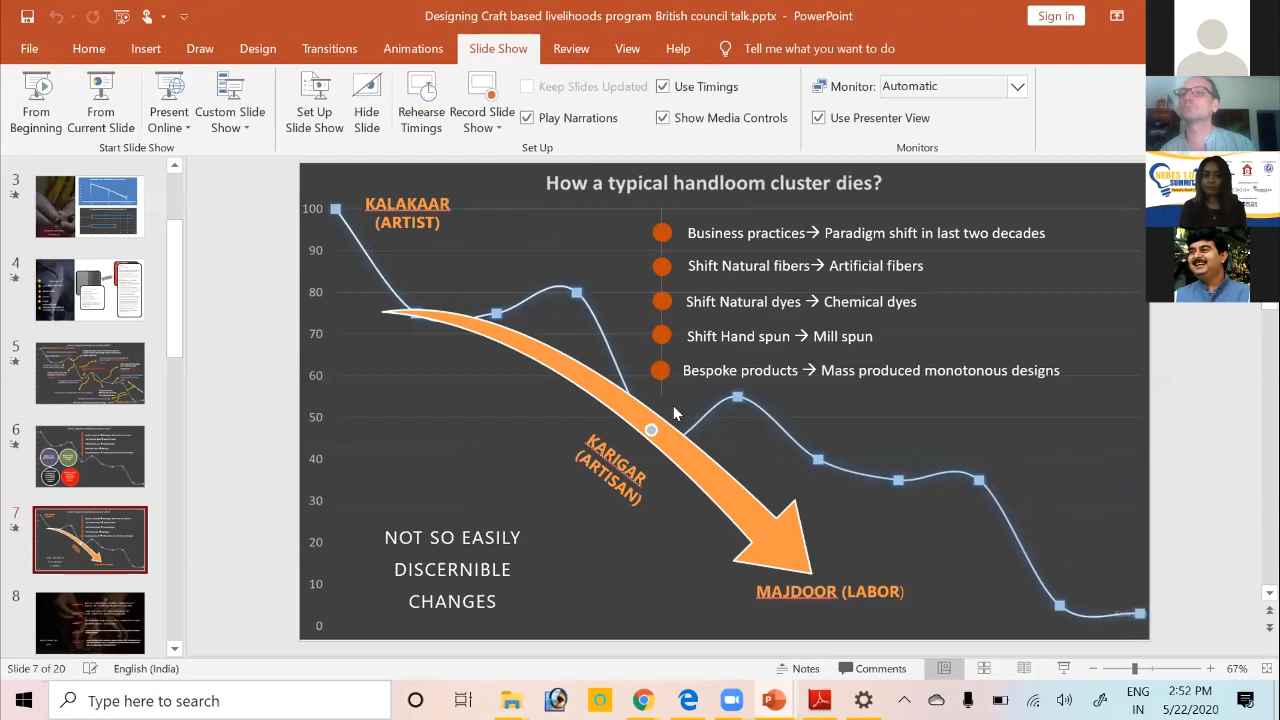 Designing Craft based livelihoods program British council talk.pptx - PowerPoint
Sign in
File Home Insert Draw Design Transitions Animations Slide Show Review View Help Tell me what you want to do
From Beginning
From Current Slide
Present Online
Custom Slide Show
Set Up Slide Show
Hide Slide
Rehearse Timings
Record Slide Show
Keep Slides Updated
Play Narrations
Use Timings
Show Media Controls
Monitor: Automatic
Use Presenter View
Start Slide Show
Set Up
Monitors
NERES 1.0
SUMMIT
3
4
5
6
7
8
ow a typical handloom cluster dies?
100
90
80
70
60
50
40
30
20
10
0
KALAKAAR
(ARTIST)
Business practices→ Paradigm shift in last two decades
Shift Natural fibers→ Artificial fibers
Shift Natural dyes → Chemical dyes
Shift Hand spun → Mill spun
Bespoke products → Mass produced monotonous designs
KARIGAR
(ARTISAN)
NOT SO EASILY
DISCERNIBLE
CHANGES
MAJDOOR (LABOR)
Slide 7 of 20 English (India) Notes Comments 67%
Type here to search
ENG
IN
2:52 PM
5/22/2020